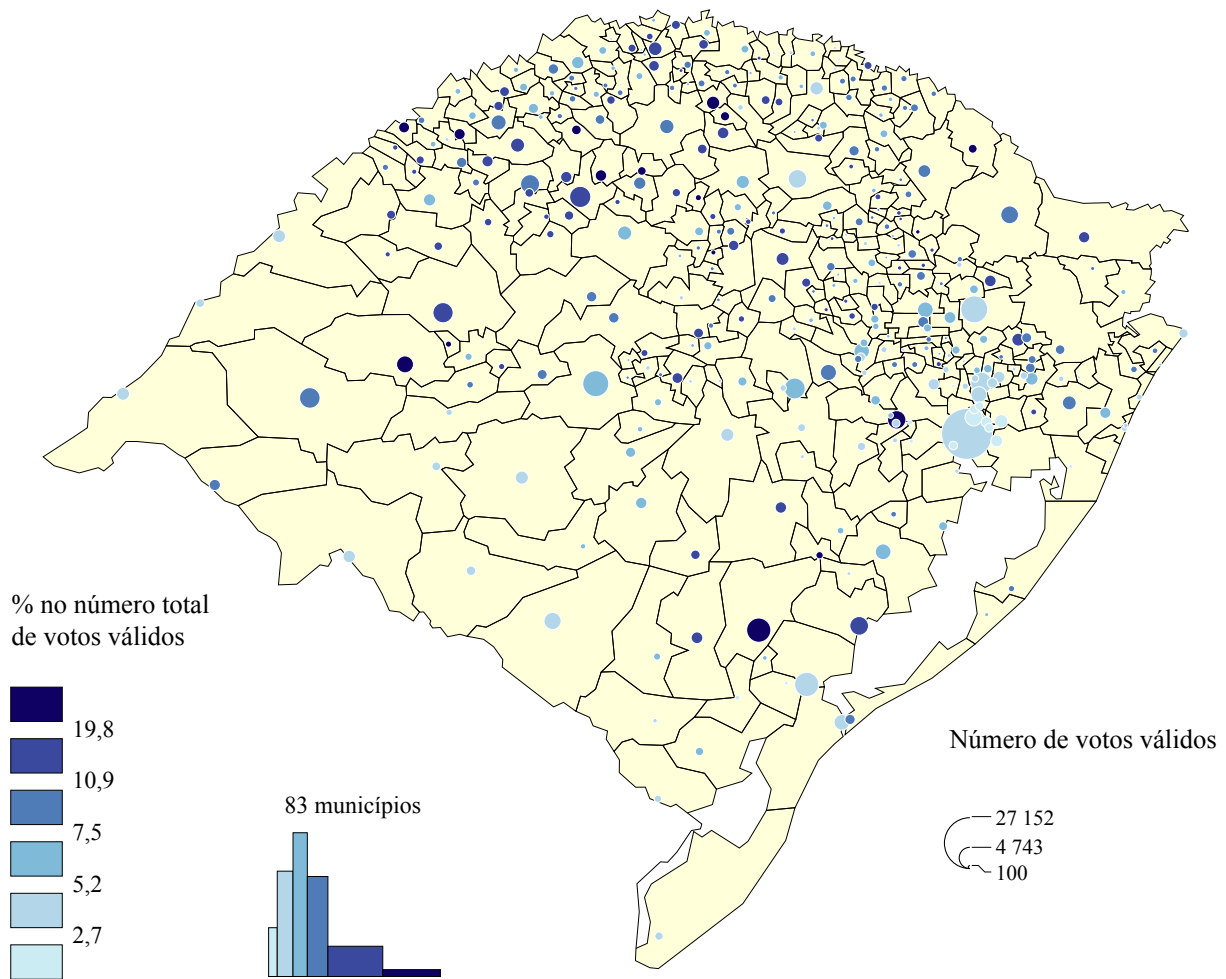 % no número total
de votos válidos
19,8
10,9
7,5
5,2
2,7
83 municípios
Número de votos válidos
27 152
4 743
100